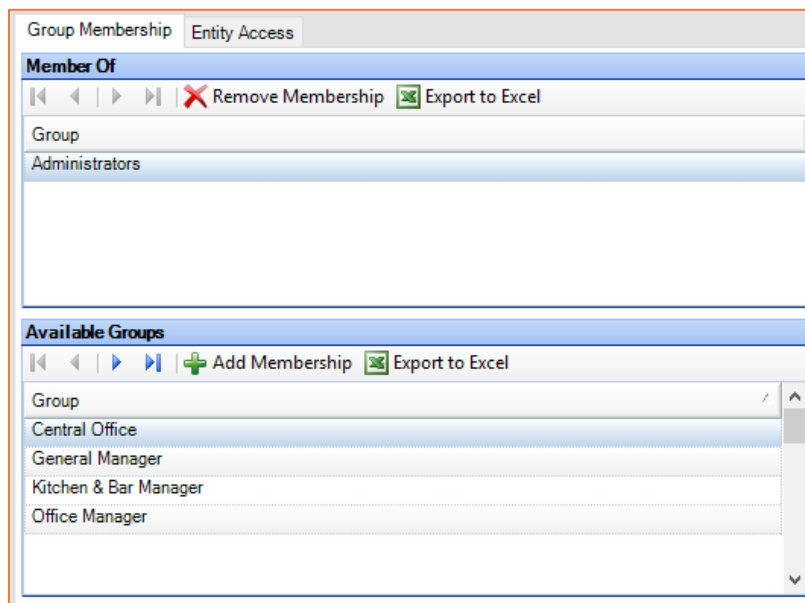 Group Membership Entity Access
Member Of
Remove Membership Export to Excel
Group
Administrators
Available Groups
Add Membership Export to Excel
Group
Central Office
General Manager
Kitchen & Bar Manager
Office Manager